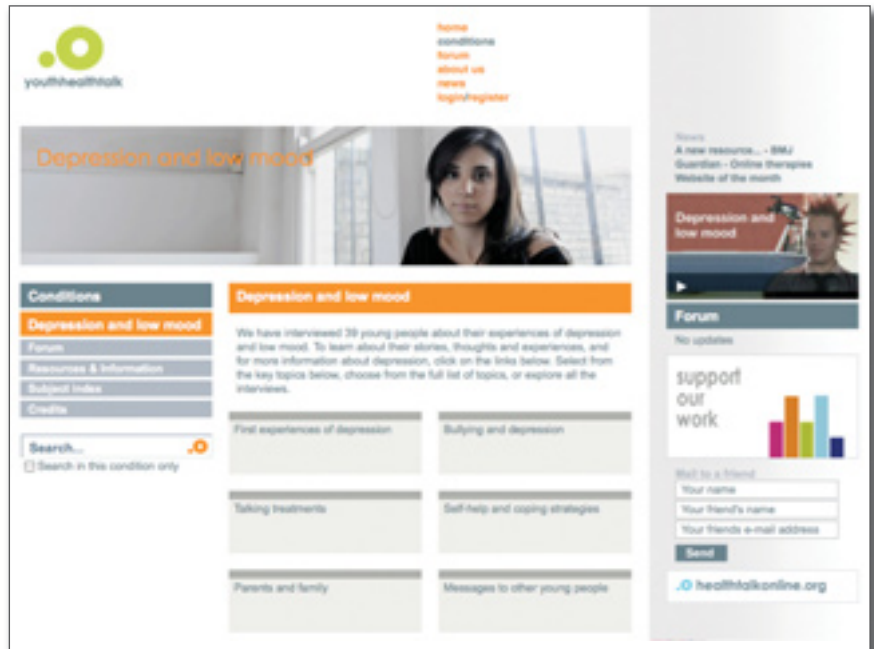 youthhealthtalk
home
conditions
forum
about us
news
login/register
Depression and low mood
Conditions
Depression and low mood
Forum
Resources & Information
Subject Index
Credits
Search...
Search in this condition only
Depression and low mood
We have interviewed 39 young people about their experiences of depression
and low mood. To learn about their stories, thoughts and experiences, and
for more information about depression, click on the links below. Select from
the key topics below, choose from the full list of topics, or explore all the
interviews.
First experiences of depression
Bullying and depression
Talking treatments
Self-help and coping strategies
Parents and family
Messages to other young people
News
A new resource... - BMJ
Guardian - Online therapies
Website of the month
Depression and
low mood
Forum
No updates
support
our
work
Mail to a friend
Your name
Your friend's name
Your friends e-mail address
Send
healthtalkonline.org